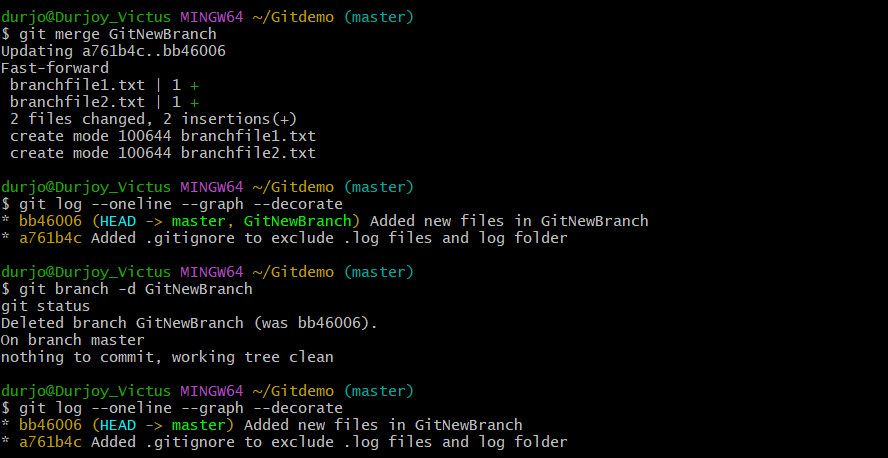 durjo@Durjoy_Victus MINGW64 ~/Gitdemo (master)
$ git merge GitNewBranch
Updating a761b4c..bb46006
Fast-forward
 branchfile1.txt | 1 +
 branchfile2.txt | 1 +
 2 files changed, 2 insertions(+)
 create mode 100644 branchfile1.txt
 create mode 100644 branchfile2.txt
durjo@Durjoy_Victus MINGW64 ~/Gitdemo (master)
$ git log --oneline --graph --decorate
* bb46006 (HEAD -> master, GitNewBranch) Added new files in GitNewBranch
* a761b4c Added .gitignore to exclude .log files and log folder
durjo@Durjoy_Victus MINGW64 ~/Gitdemo (master)
$ git branch -d GitNewBranch
git status
Deleted branch GitNewBranch (was bb46006).
On branch master
nothing to commit, working tree clean
durjo@Durjoy_Victus MINGW64 ~/Gitdemo (master)
$ git log --oneline --graph --decorate
* bb46006 (HEAD -> master) Added new files in GitNewBranch
* a761b4c Added .gitignore to exclude .log files and log folder